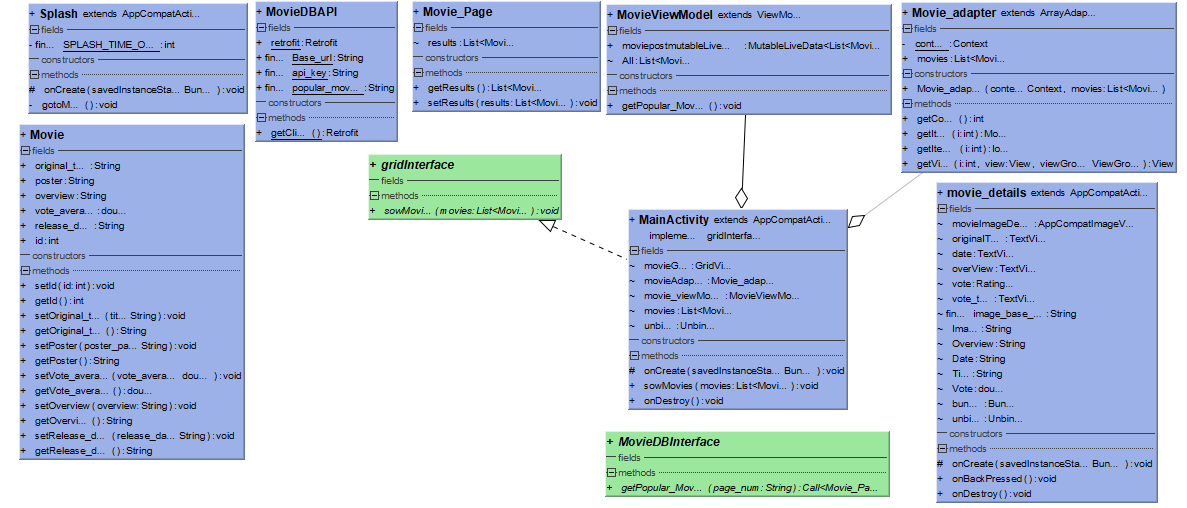 + Splash extends AppCompatActi...
fields
- fin... SPLASH_TIME_O... : int
constructors
methods
# onCreate (savedInstanceSta... Bun... ) : void
- gotoM... () : void
+ MovieDBAPI
fields
+ retrofit : Retrofit
+ fin... Base_url : String
+ fin... api_key : String
+ fin... popular_mov... : String
constructors
methods
+ getCli... () : Retrofit
+ Movie_Page
fields
~ results : List<Movi...
constructors
methods
+ getResults () : List<Movi...
+ setResults (results: List<Movi... ) : void
+ MovieViewModel extends ViewMo...
fields
+ moviepostmutableLive... : MutableLiveData<List<Movi...
~ All : List<Movi...
constructors
methods
+ getPopular_Mov... () : void
+ Movie_adapter extends ArrayAdap...
fields
- cont... : Context
+ movies : List<Movi...
constructors
+ Movie_adap... (conte... Context, movies: List<Movi... )
methods
+ getCo... () : int
+ getIt... (i: int) : Mo...
+ getIte... (i: int) : lo...
+ getVi... (i: int, view: View, viewGro... ViewGro... ) : View
+ Movie
fields
+ original_t... : String
+ poster : String
+ overview : String
+ vote_avera... : dou...
+ release_d... : String
+ id : int
constructors
methods
+ setId (id: int) : void
+ getId () : int
+ setOriginal_t... (tit... String) : void
+ getOriginal_t... () : String
+ setPoster (poster_pa... String) : void
+ getPoster () : String
+ setVote_avera... (vote_avera... dou... ) : void
+ getVote_avera... () : dou...
+ setOverview (overview: String) : void
+ getOvervi... () : String
+ setRelease_d... (release_da... String) : void
+ getRelease_d... () : String
+ gridInterface
fields
methods
+ sowMovi... (movies: List<Movi... ) : void
+ MainActivity extends AppCompatActi...
impleme... gridInterfa...
fields
~ movieG... : GridVi...
~ movieAdap... : Movie_adap...
~ movie_viewMo... : MovieViewMo...
~ movies : List<Movi...
~ unbi... : Unbin...
constructors
methods
# onCreate (savedInstanceSta... Bun... ) : void
+ sowMovies (movies: List<Movi... ) : void
+ onDestroy () : void
+ movie_details extends AppCompatActi...
fields
~ movieImageDe... : AppCompatImageV...
~ originalT... : TextVi...
~ date : TextVi...
~ overView : TextVi...
~ vote : Rating...
~ vote_t... : TextVi...
~ fin... image_base_... : String
~ Ima... : String
~ Overview : String
~ Date : String
~ Ti... : String
~ Vote : dou...
~ bun... : Bun...
~ unbi... : Unbin...
constructors
methods
# onCreate (savedInstanceSta... Bun... ) : void
+ onBackPressed () : void
+ onDestroy () : void
+ MovieDBInterface
fields
methods
+ getPopular_Mov... (page_num: String) : Call<Movie_Pa...